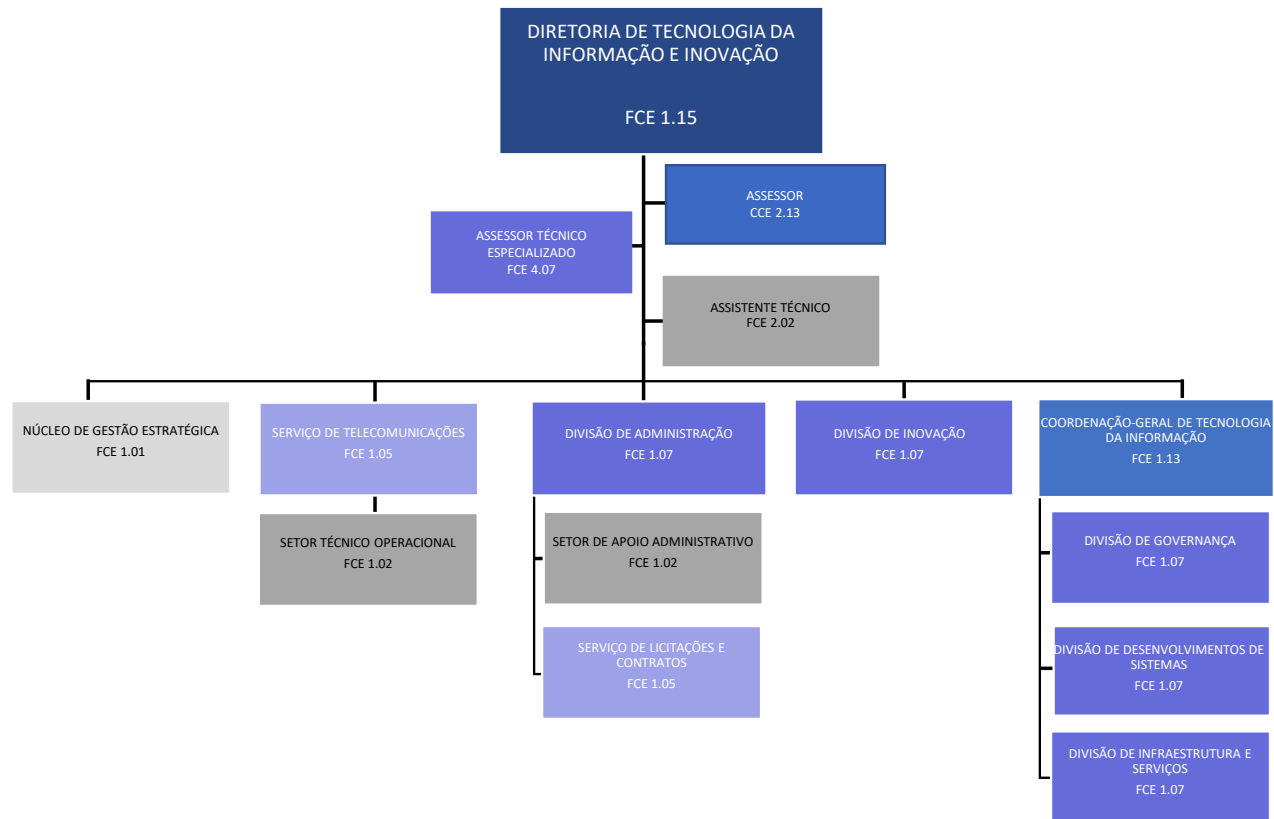 DIRETORIA DE TECNOLOGIA DA
INFORMAÇÃO E INOVAÇÃO
FCE 1.15
ASSESSOR
CCE 2.13
ASSESSOR TÉCNICO
ESPECIALIZADO
FCE 4.07
ASSISTENTE TÉCNICO
FCE 2.02
NÚCLEO DE GESTÃO ESTRATÉGICA
FCE 1.01
SERVIÇO DE TELECOMUNICAÇÕES
FCE 1.05
DIVISÃO DE ADMINISTRAÇÃO
FCE 1.07
DIVISÃO DE INOVAÇÃO
FCE 1.07
COORDENAÇÃO-GERAL DE TECNOLOGIA
DA INFORMAÇÃO
FCE 1.13
SETOR TÉCNICO OPERACIONAL
FCE 1.02
SETOR DE APOIO ADMINISTRATIVO
FCE 1.02
DIVISÃO DE GOVERNANÇA
FCE 1.07
SERVIÇO DE LICITAÇÕES E
CONTRATOS
FCE 1.05
DIVISÃO DE DESENVOLVIMENTOS DE
SISTEMAS
FCE 1.07
DIVISÃO DE INFRAESTRUTURA E
SERVIÇOS
FCE 1.07